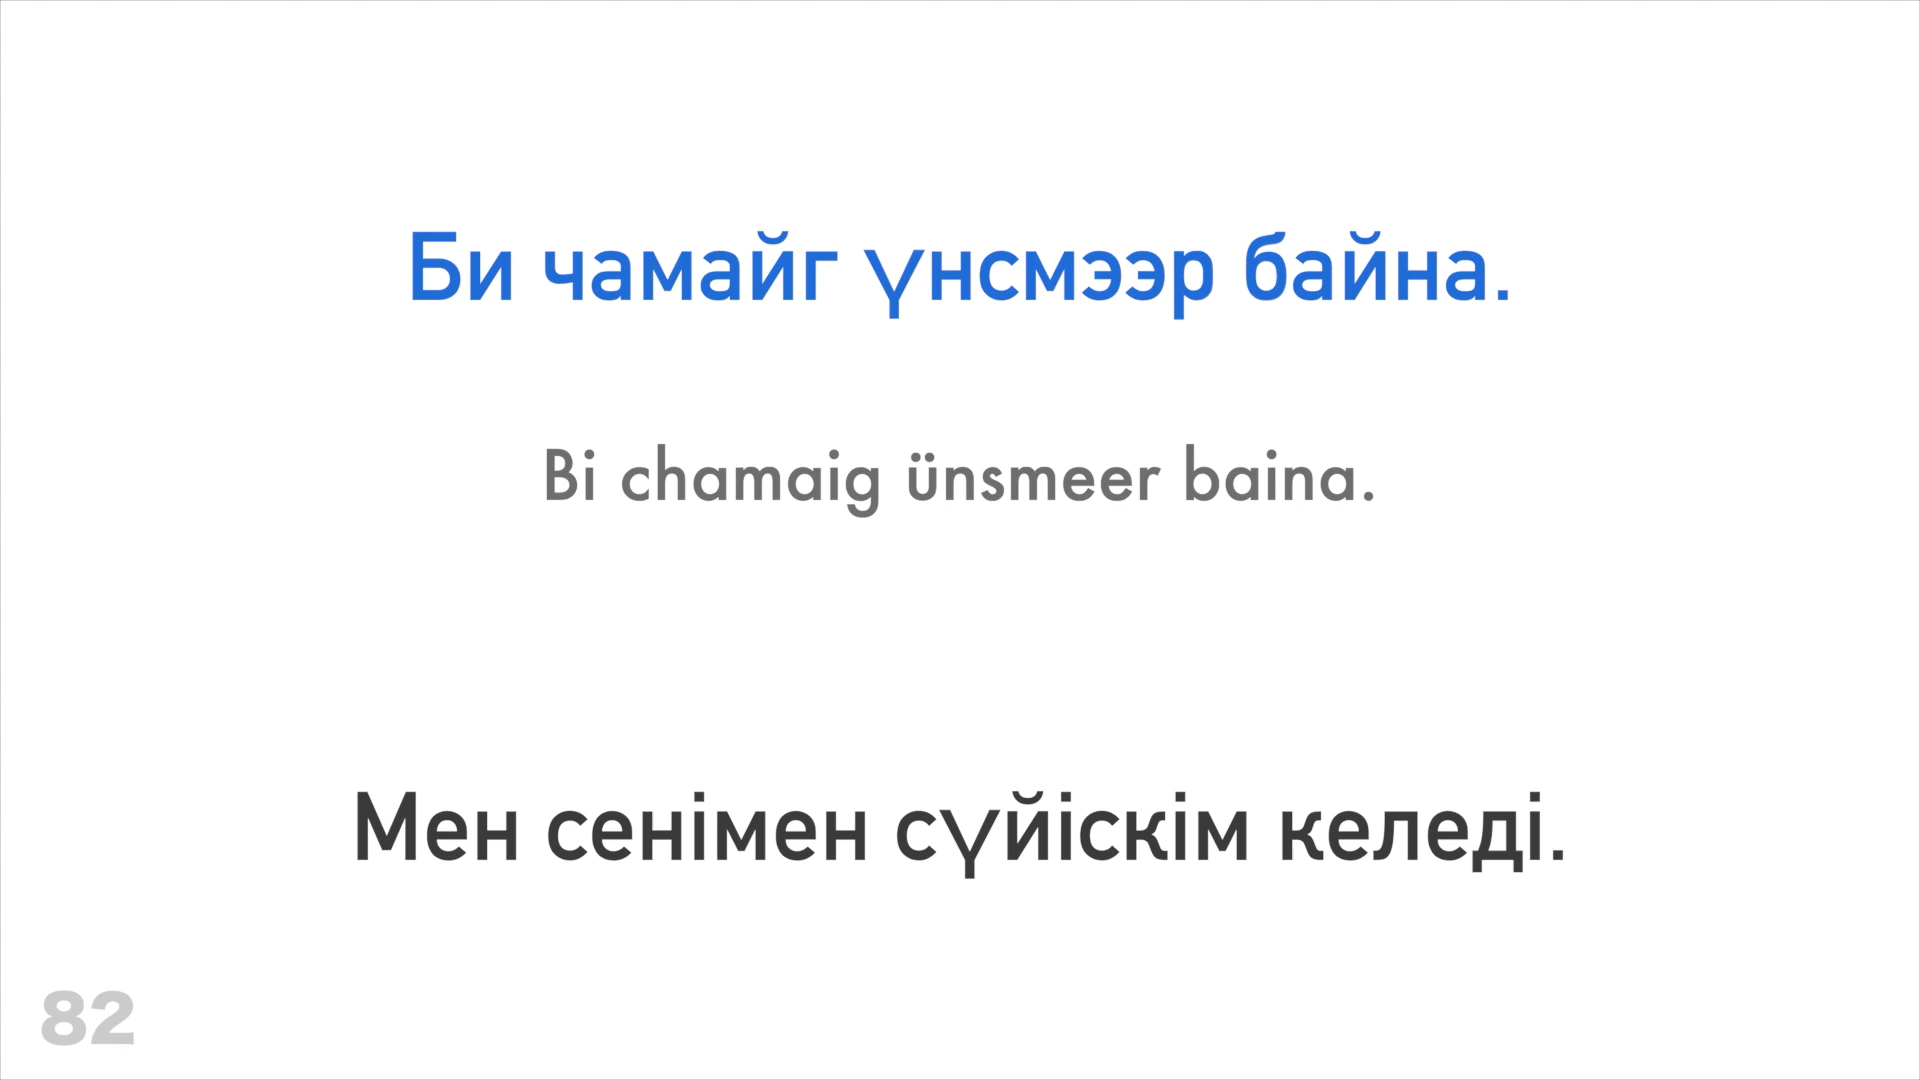 Би чамайг үнсмээр байна.
Bi chamaig ünsmeer baina.
Мен сенімен сүйіскім келеді.
82